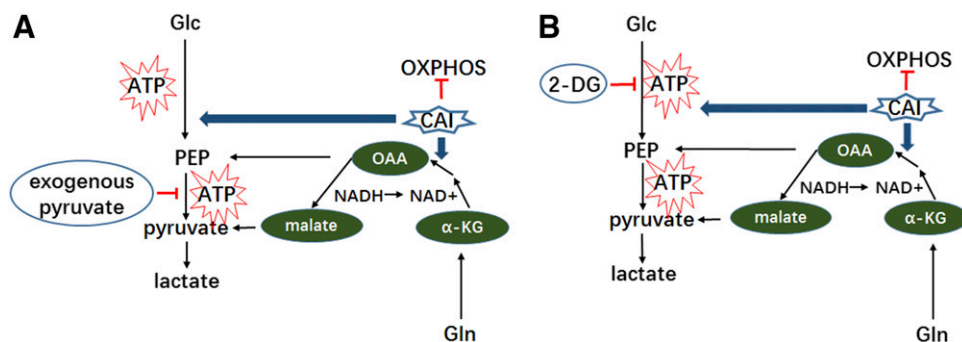 A
Glc
ATP
OXPHOS
CAI
PEP
OAA
exogenous
pyruvate
ATP
NADH
NAD+
pyruvate
malate
α-KG
lactate
Gln
B
Glc
2-DG
ATP
OXPHOS
CAI
PEP
OAA
ATP
NADH
NAD+
pyruvate
malate
α-KG
lactate
Gln